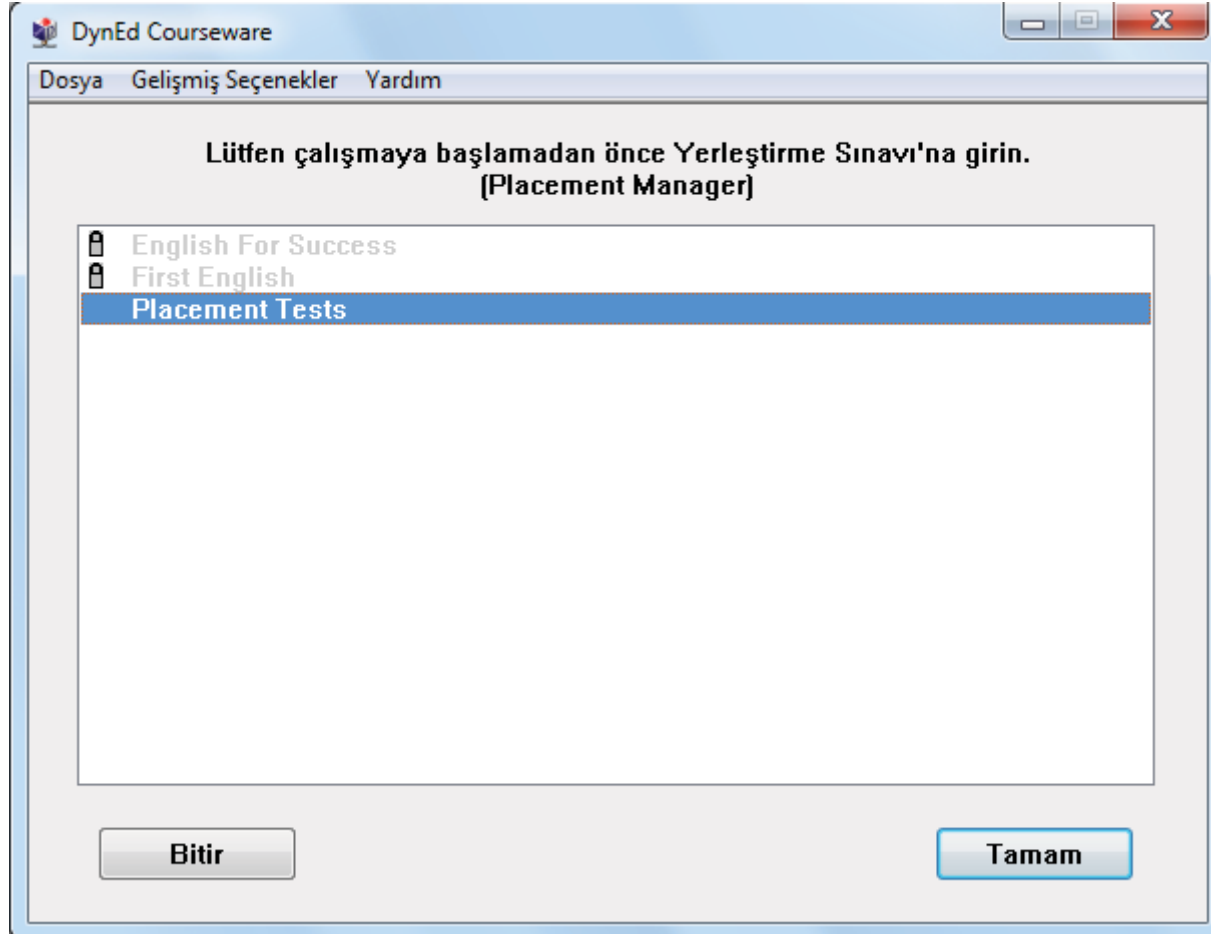 DynEd Courseware
Dosya Gelişmiş Seçenekler Yardım
Lütfen çalışmaya başlamadan önce Yerleştirme Sınavı'na girin.
(Placement Manager)
English For Success
First English
Placement Tests
Bitir Tamam